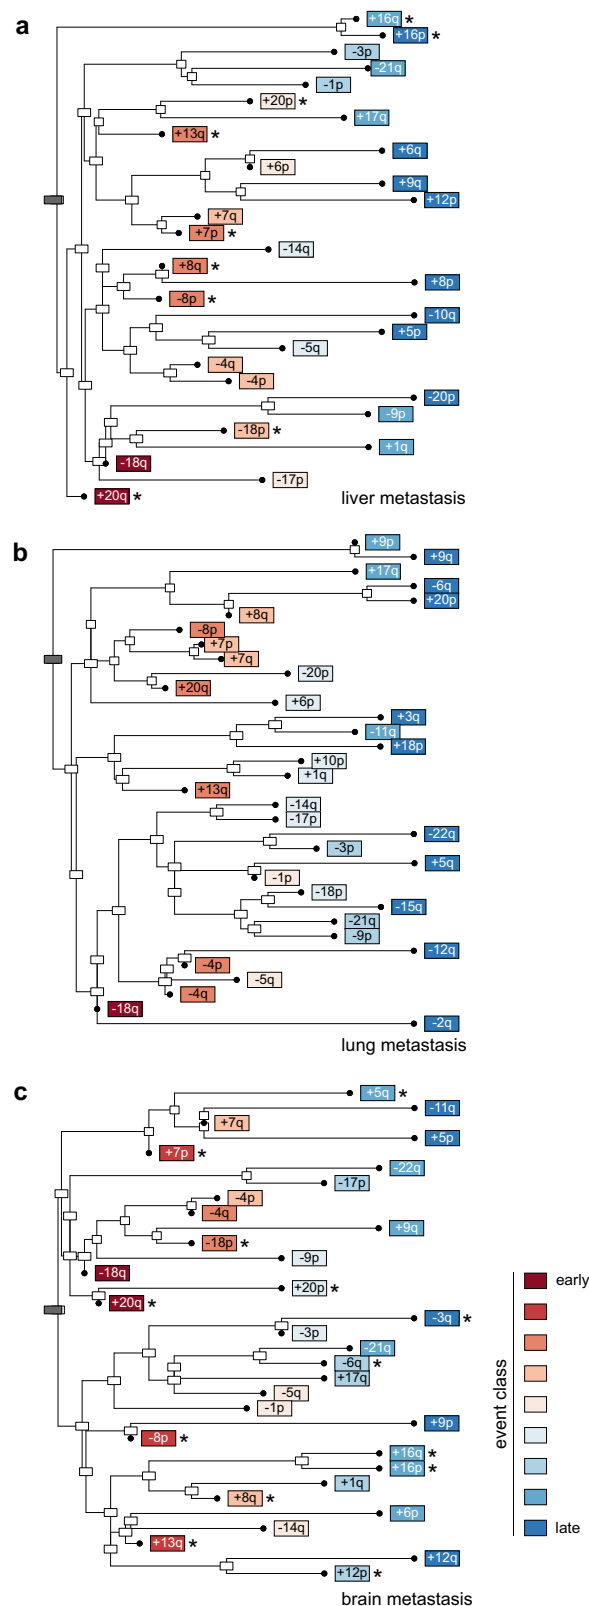 a
+16q *
+16p *
-3p
-21q
-1p
+20p *
+17q
+13q *
+6q
+6p
+9q
+12p
+7q
+7p *
-14q
+8q *
+8p
-8p *
-10q
+5p
-5q
-4q
-4p
-20p
-9p
-18p *
+1q
-18q
-17p
+20q *
liver metastasis
b
+9p
+9q
+17q
-6q
+20p
+8q
-8p
+7p
+7q
-20p
+20q
+6p
+3q
-11q
+18p
+10p
+1q
+13q
-14q
-17p
-22q
-3p
+5q
-1p
-18p
-15q
-21q
-9p
-12q
-4p
-5q
-4q
-18q
-2q
lung metastasis
c
+5q *
-11q
+7q
+5p
+7p *
-22q
-17p
-4p
-4q
+9q
-18p *
-9p
-18q
+20p *
+20q *
-3q *
-3p
-21q
-6q *
+17q
-5q
-1p
+9p
-8p *
+16q *
+16p *
+1q
+8q *
+6p
-14q
+13q *
+12q
+12p *
brain metastasis
event class
early
late